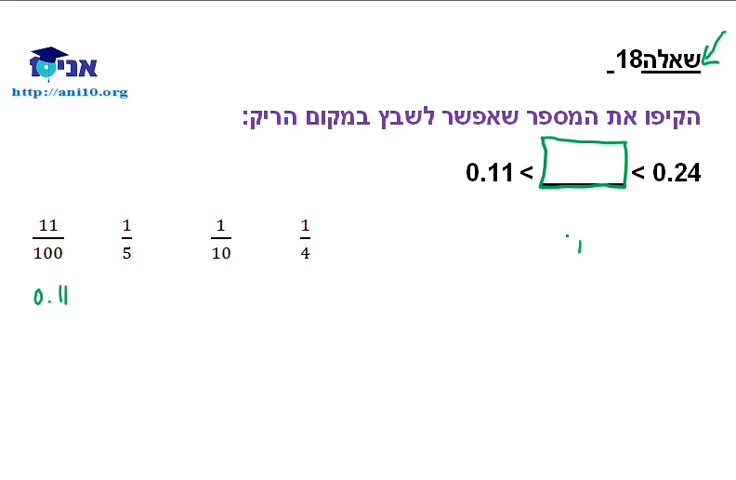 שאלה18_
אני10
http://ani10.org
הקיפו את המספר שאפשר לשבץ במקום הריק:
0.11 < ______ < 0.24
11/100 1/5 1/10 1/4
0.11